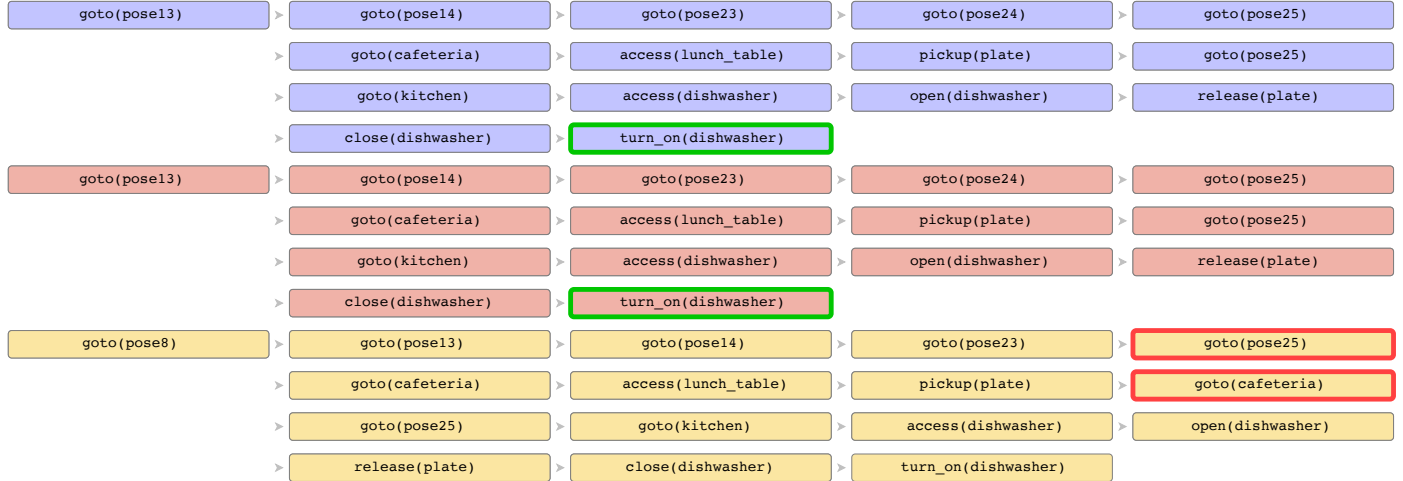 goto(pose13) goto(pose14) goto(pose23) goto(pose24) goto(pose25)
goto(cafeteria) access(lunch_table) pickup(plate) goto(pose25)
goto(kitchen) access(dishwasher) open(dishwasher) release(plate)
close(dishwasher) turn_on(dishwasher)
goto(pose13) goto(pose14) goto(pose23) goto(pose24) goto(pose25)
goto(cafeteria) access(lunch_table) pickup(plate) goto(pose25)
goto(kitchen) access(dishwasher) open(dishwasher) release(plate)
close(dishwasher) turn_on(dishwasher)
goto(pose8) goto(pose13) goto(pose14) goto(pose23) goto(pose25)
goto(cafeteria) access(lunch_table) pickup(plate) goto(cafeteria)
goto(pose25) goto(kitchen) access(dishwasher) open(dishwasher)
release(plate) close(dishwasher) turn_on(dishwasher)